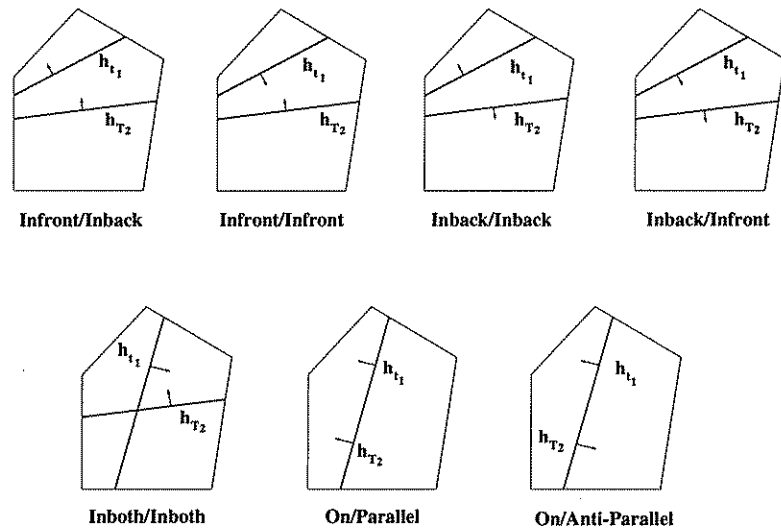 h_{t_1} h_{t_1} h_{t_1} h_{t_1}
h_{T_2} h_{T_2} h_{T_2} h_{T_2}
Infront/Inback Infront/Infront Inback/Inback Inback/Infront
h_{t_1} h_{t_1} h_{t_1}
h_{T_2} h_{T_2} h_{T_2}
Inboth/Inboth On/Parallel On/Anti-Parallel